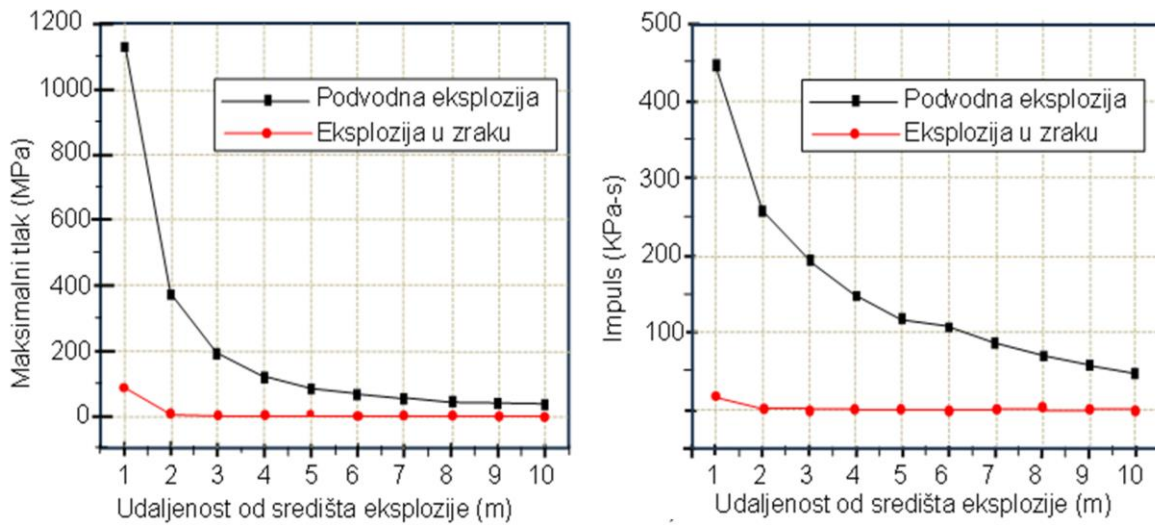 1200
1000
800
600
400
200
0
Maksimalni tlak (MPa)
Podvodna eksplozija
Eksplozija u zraku
1 2 3 4 5 6 7 8 9 10
Udaljenost od središta eksplozije (m)
500
400
300
200
100
Impuls (KPa-s)
Podvodna eksplozija
Eksplozija u zraku
1 2 3 4 5 6 7 8 9 10
Udaljenost od središta eksplozije (m)